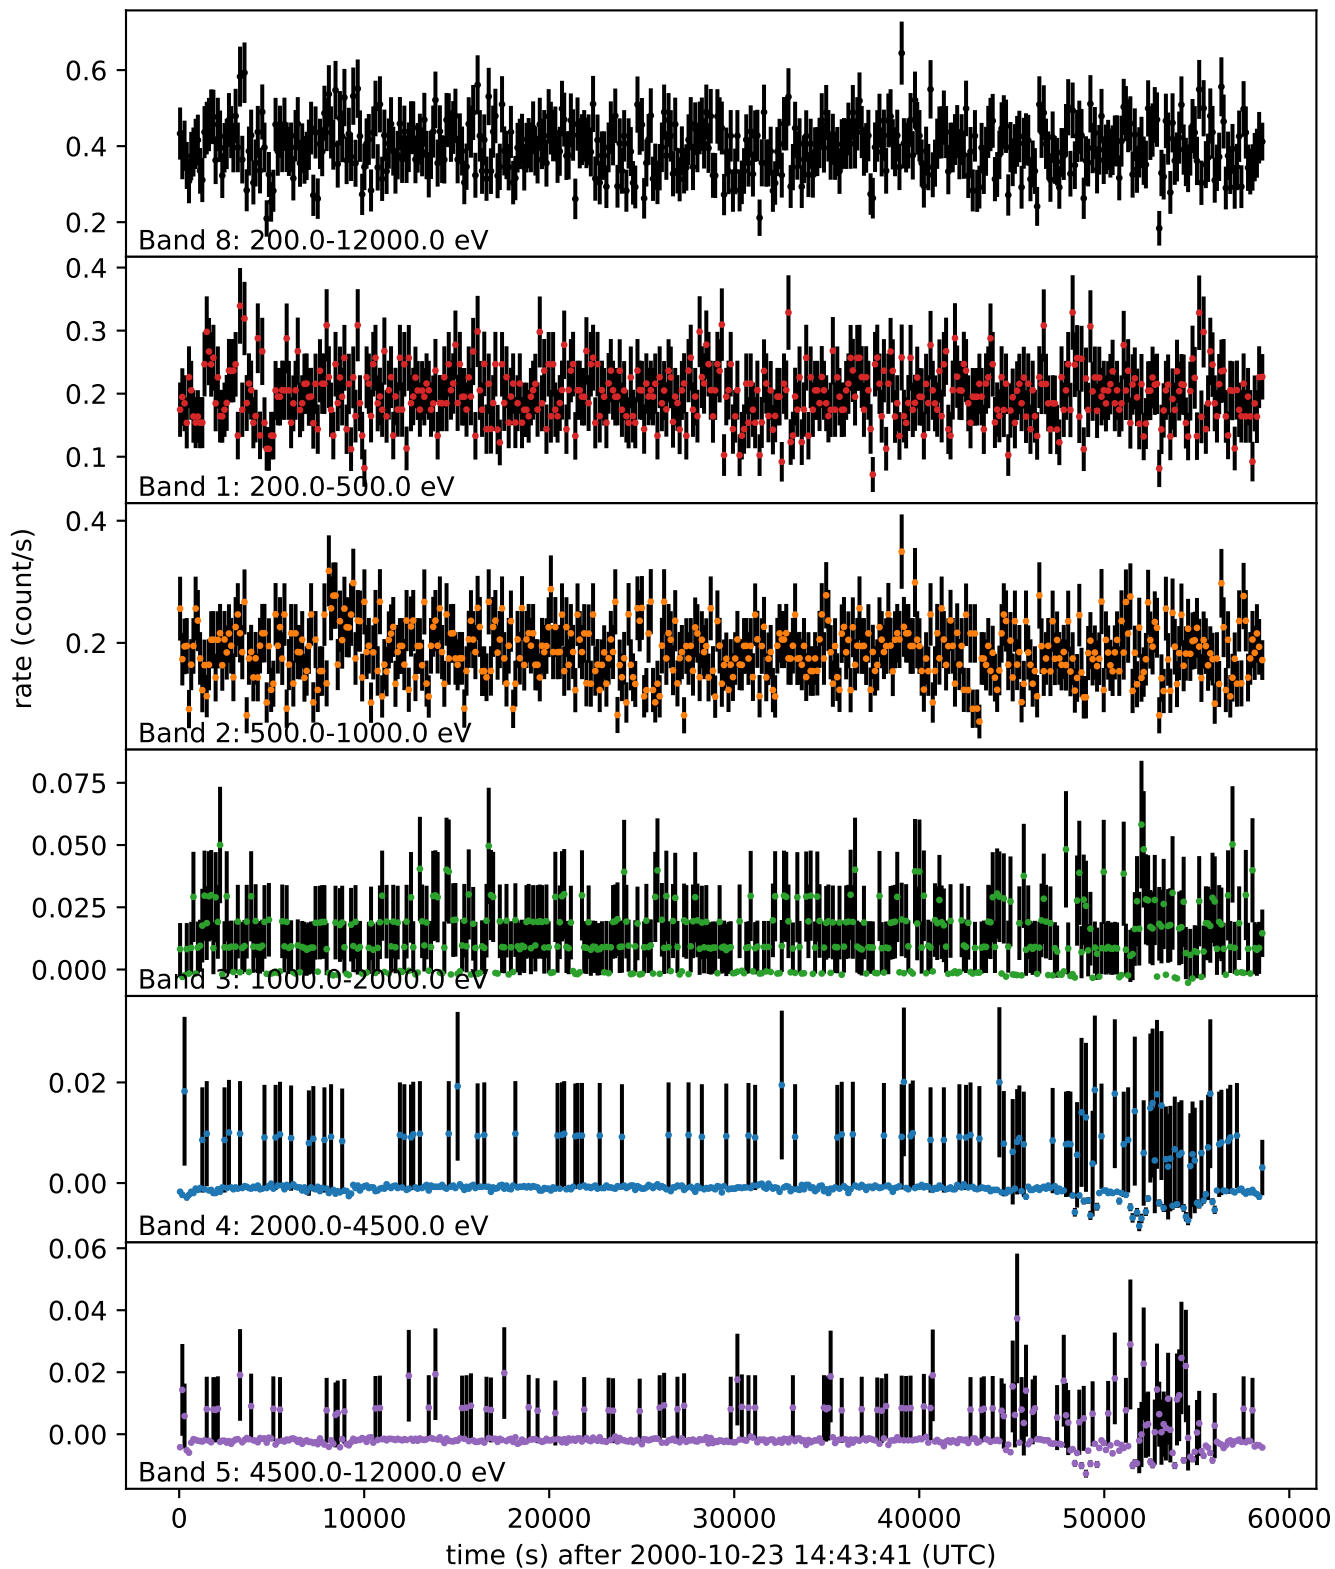 0.6
0.4
0.2
Band 8: 200.0-12000.0 eV
0.4
0.3
0.2
0.1
Band 1: 200.0-500.0 eV
rate (count/s)
0.4
0.2
Band 2: 500.0-1000.0 eV
0.075
0.050
0.025
0.000
Band 3: 1000.0-2000.0 eV
0.02
0.00
Band 4: 2000.0-4500.0 eV
0.06
0.04
0.02
0.00
Band 5: 4500.0-12000.0 eV
0 10000 20000 30000 40000 50000 60000
time (s) after 2000-10-23 14:43:41 (UTC)